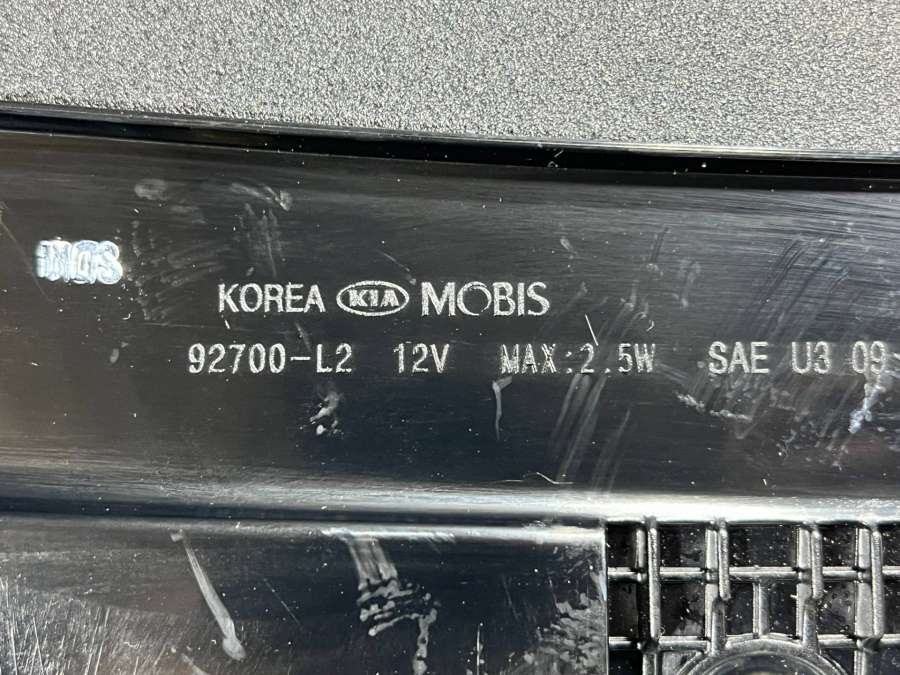 KOREA KIA MOBIS
92700-L2 12V MAX:2.5W SAE U3 09